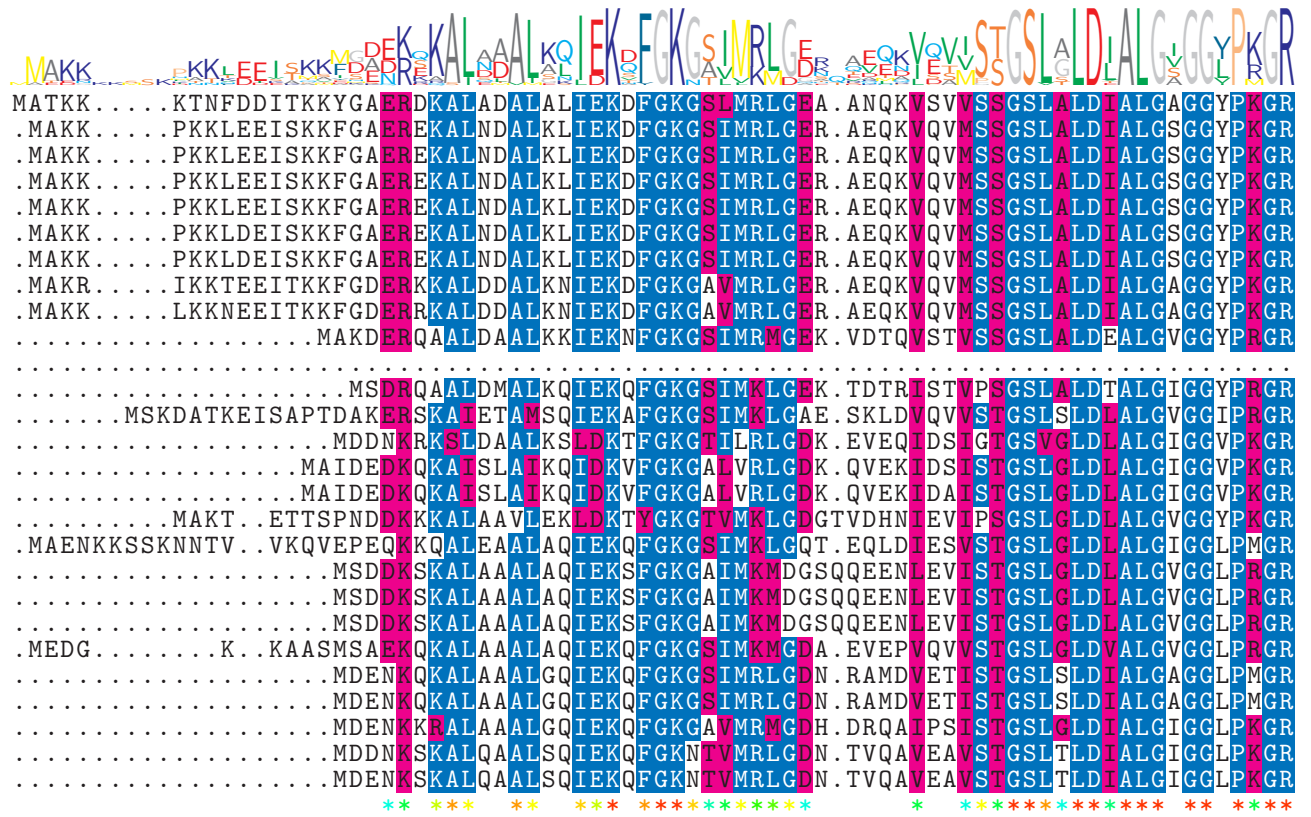 MATKK.....KTNFDDITKKYGAERDKALADALALIEKDFGKGSLMRLGEA.ANQKVSVVSSGSLALDIALGAGGYPKGR
.MAKK.....PKKLEEISKKFGAEREKALNDALKLIEKDFGKGSIMRLGER.AEQKVQVMSSGSLALDIALGSGGYPKGR
.MAKK.....PKKLEEISKKFGAEREKALNDALKLIEKDFGKGSIMRLGER.AEQKVQVMSSGSLALDIALGSGGYPKGR
.MAKK.....PKKLEEISKKFGAEREKALNDALKLIEKDFGKGSIMRLGER.AEQKVQVMSSGSLALDIALGSGGYPKGR
.MAKK.....PKKLEEISKKFGAEREKALNDALKLIEKDFGKGSIMRLGER.AEQKVQVMSSGSLALDIALGSGGYPKGR
.MAKK.....PKKLDEISKKFGAEREKALNDALKLIEKDFGKGSIMRLGER.AEQKVQVMSSGSLALDIALGSGGYPKGR
.MAKK.....PKKLDEISKKFGAEREKALNDALKLIEKDFGKGSIMRLGER.AEQKVQVMSSGSLALDIALGSGGYPKGR
.MAKR.....IKKTEEITKKFGDERKKALDDALKNIEKDFGKGAVMRLGER.AEQKVQVMSSGSLALDIALGAGGYPKGR
.MAKK.....LKKNEEITKKFGDERRKALDDALKNIEKDFGKGAVMRLGER.AEQKVQVMSSGSLALDIALGAGGYPKGR
...................MAKDERQAALDAALKKIEKNFGKGSIMRMGEK.VDTQVSTVSSGSLALDEALGVGGYPRGR
................................................................................
.....................MSDRQAALDMALKQIEKQFGKGSIMKLGEK.TDTRISTVPSGSLALDTALGIGGYPRGR
.......MSKDATKEISAPTDAKERSKAIETAMSQIEKAFGKGSIMKLGAE.SKLDVQVVSTGSLSLDLALGVGGIPRGR
....................MDDNKRKSLDAALKSLDKTFGKGTILRLGDK.EVEQIDSIGTGSVGLDLALGIGGVPKGR
..................MAIDEDKQKAISLAIKQIDKVFGKGALVRLGDK.QVEKIDSISTGSLGLDLALGIGGVPKGR
..................MAIDEDKQKAISLAIKQIDKVFGKGALVRLGDK.QVEKIDAISTGSLGLDLALGIGGVPKGR
..........MAKT..ETTSPNDDKKKALAAVLEKLDKTYGKGTVMKLGDGTVDHNIEVIPSGSLGLDLALGVGGYPKGR
.MAENKKSSKNNTV..VKQVEPEQKKQALEAALAQIEKQFGKGSIMKLGQT.EQLDIESVSTGSLGLDLALGIGGLPMGR
....................MSDDKSKALAAALAQIEKSFGKGAIMKMDGSQQEENLEVISTGSLGLDLALGVGGLPRGR
....................MSDDKSKALAAALAQIEKSFGKGAIMKMDGSQQEENLEVISTGSLGLDLALGVGGLPRGR
....................MSDDKSKALAAALAQIEKSFGKGAIMKMDGSQQEENLEVISTGSLGLDLALGVGGLPRGR
.MEDG........K..KAASMSAEKQKALAAALAQIEKQFGKGSIMKMGDA.EVEPVQVVSTGSLGLDVALGVGGLPRGR
....................MDENKQKALAAALGQIEKQFGKGSIMRLGDN.RAMDVETISTGSLSLDIALGAGGLPMGR
....................MDENKQKALAAALGQIEKQFGKGSIMRLGDN.RAMDVETISTGSLSLDIALGAGGLPMGR
....................MDENKKRALAAALGQIEKQFGKGAVMRMGDH.DRQAIPSISTGSLGLDIALGIGGLPKGR
....................MDDNKSKALQAALSQIEKQFGKNTVMRLGDN.TVQAVEAVSTGSLTLDIALGIGGLPKGR
....................MDENKSKALQAALSQIEKQFGKNTVMRLGDN.TVQAVEAVSTGSLTLDIALGIGGLPKGR
** *** ** *** *********** * ************* ** ****